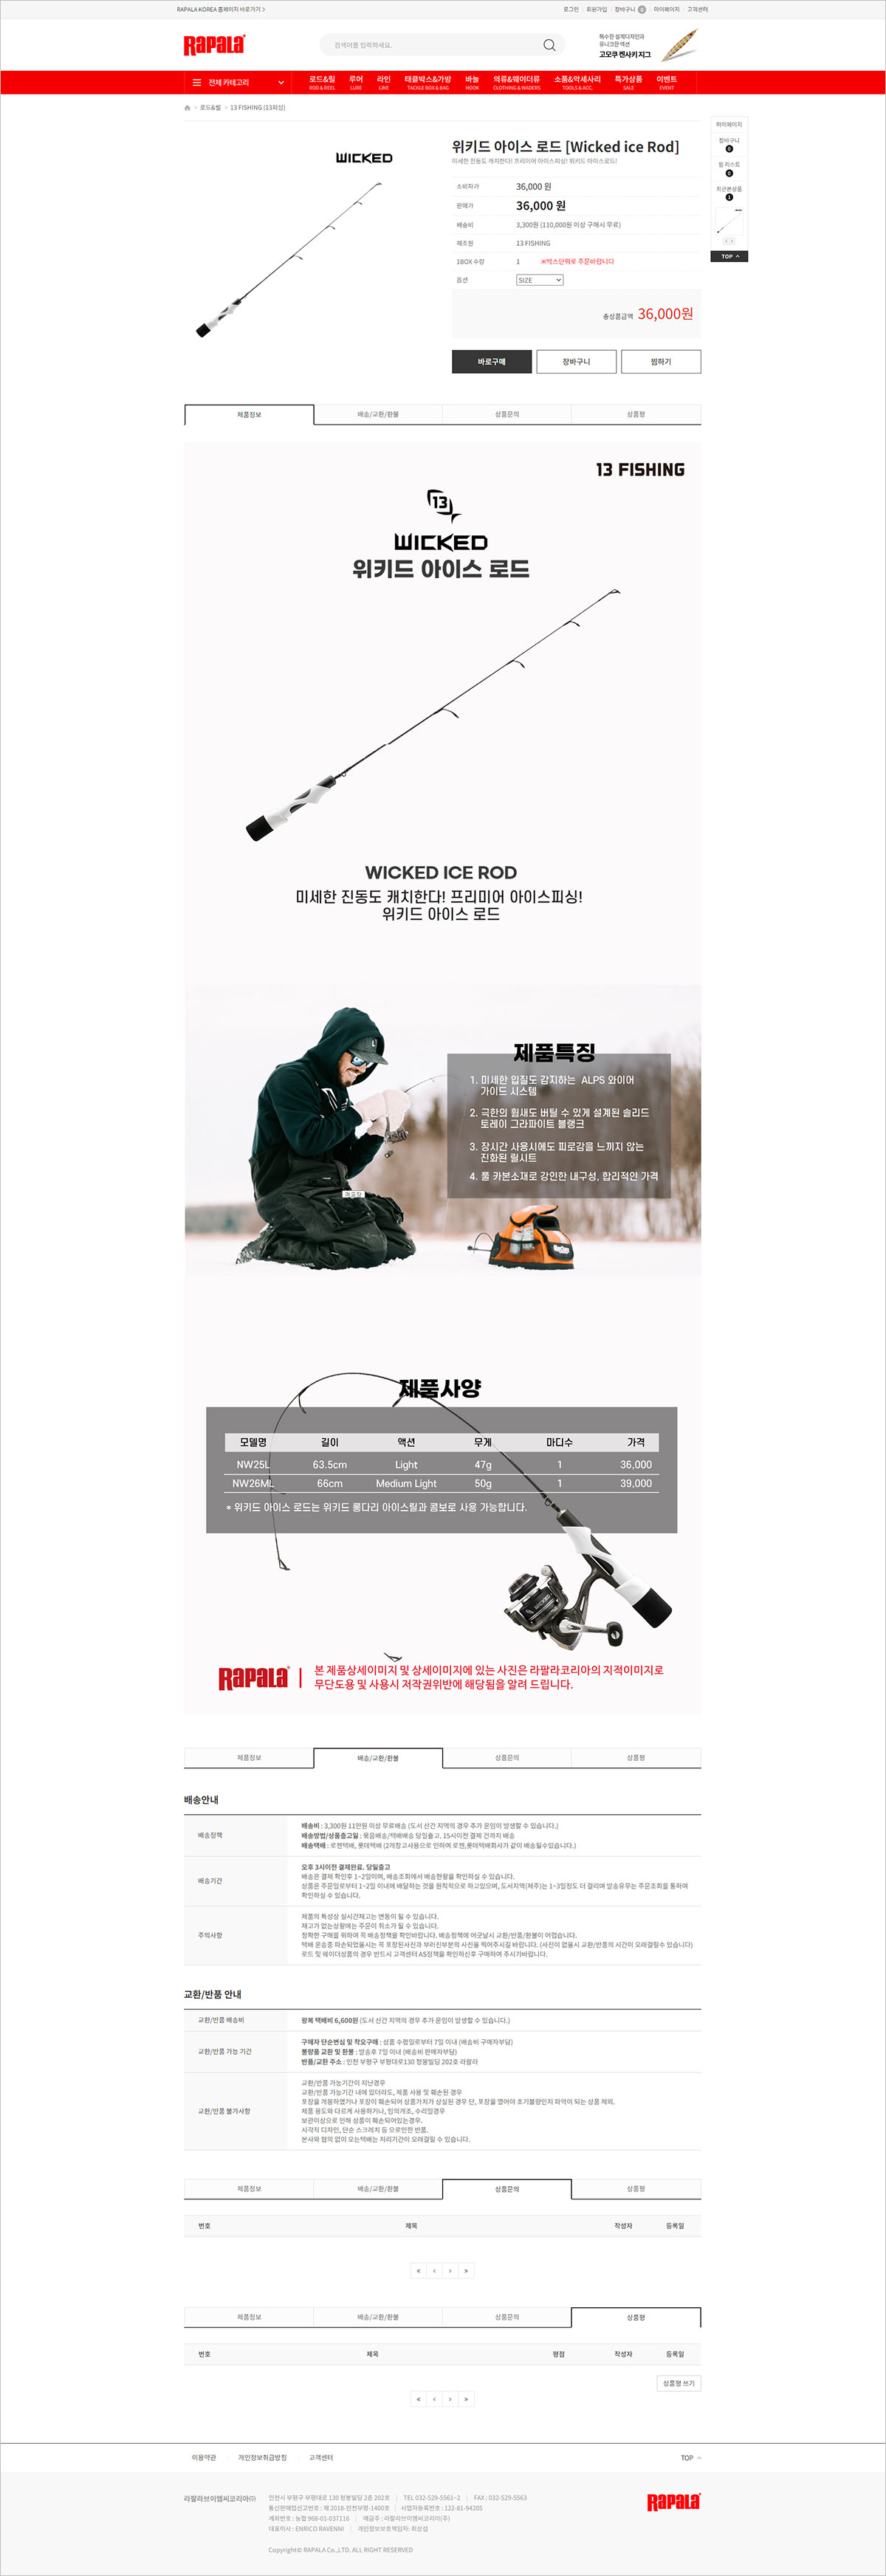 RAPALA KOREA 홈페이지 바로가기 >
로그인 회원가입 장바구니 0 마이페이지 고객센터
RAPALA
검색어를 입력하세요.
특수한 설계디자인과
유니크한 액션
고모쿠 켄사키 지그
전체 카테고리
로드&릴 루어 라인 태클박스&가방 바늘 의류&웨이더류 소품&악세사리 특가상품 이벤트
ROD & REEL LURE LINE TACKLE BOX & BAG HOOK CLOTHING & WADERS TOOLS & ACC. SALE EVENT
> 로드&릴 > 13 FISHING (13피싱)
마이페이지
장바구니
0
찜 리스트
0
최근본상품
1
TOP
WICKED
위키드 아이스 로드 [Wicked ice Rod]
미세한 진동도 캐치한다! 프리미어 아이스피싱! 위키드 아이스로드!
소비자가 36,000 원
판매가 36,000 원
배송비 3,300원 (110,000원 이상 구매시 무료)
제조원 13 FISHING
1BOX 수량 1 ※박스단위로 주문바랍니다
옵션 SIZE
총상품금액 36,000원
바로구매 장바구니 찜하기
제품정보 배송/교환/환불 상품문의 상품평
13 FISHING
13
WICKED
위키드 아이스 로드
WICKED ICE ROD
미세한 진동도 캐치한다! 프리미어 아이스피싱!
위키드 아이스 로드
제품특징
1. 미세한 입질도 감지하는 ALPS 와이어
가이드 시스템
2. 극한의 휨새도 버틸 수 있게 설계된 솔리드
토레이 그라파이트 블랭크
3. 장시간 사용시에도 피로감을 느끼지 않는
진화된 릴시트
4. 풀 카본소재로 강인한 내구성, 합리적인 가격
제품사양
모델명 길이 액션 무게 마디수 가격
NW25L 63.5cm Light 47g 1 36,000
NW26ML 66cm Medium Light 50g 1 39,000
* 위키드 아이스 로드는 위키드 롱다리 아이스릴과 콤보로 사용 가능합니다.
WICKED
RAPALA
본 제품상세이미지 및 상세이미지에 있는 사진은 라팔라코리아의 지적이미지로
무단도용 및 사용시 저작권위반에 해당됨을 알려 드립니다.
제품정보 배송/교환/환불 상품문의 상품평
배송안내
배송정책
배송비 : 3,300원 11만원 이상 무료배송 (도서 산간 지역의 경우 추가 운임이 발생할 수 있습니다.)
배송방법/상품출고일 : 묶음배송/택배배송 당일출고. 15시이전 결제 건까지 배송
배송택배 : 로젠택배, 롯데택배 (2개창고사용으로 인하여 로젠,롯데택배회사가 같이 배송될수있습니다.)
배송기간
오후 3시이전 결제완료. 당일출고
배송은 결제 확인후 1~2일이며, 배송조회에서 배송현황을 확인하실 수 있습니다.
상품은 주문일로부터 1~2일 이내에 배달하는 것을 원칙적으로 하고있으며, 도서지역(제주)는 1~3일정도 더 걸리며 발송유무는 주문조회를 통하여
확인하실 수 있습니다.
주의사항
제품의 특성상 실시간재고는 변동이 될 수 있습니다.
재고가 없는상황에는 주문이 취소가 될 수 있습니다.
정확한 구매를 위하여 꼭 배송정책을 확인바랍니다. 배송정책에 어긋날시 교환/반품/환불이 어렵습니다.
택배 운송중 파손되었을시는 꼭 포장된사진과 부러진부분의 사진을 찍어주시길 바랍니다. (사진이 없을시 교환/반품의 시간이 오래걸릴수 있습니다)
로드 및 웨이더상품의 경우 반드시 고객센터 AS정책을 확인하신후 구매하여 주시기바랍니다.
교환/반품 안내
교환/반품 배송비 왕복 택배비 6,600원 (도서 산간 지역의 경우 추가 운임이 발생할 수 있습니다.)
교환/반품 가능 기간
구매자 단순변심 및 착오구매 : 상품 수령일로부터 7일 이내 (배송비 구매자부담)
불량품 교환 및 환불 : 발송후 7일 이내 (배송비 판매자부담)
반품/교환 주소 : 인천 부평구 부평대로130 청봉빌딩 202호 라팔라
교환/반품 불가사항
교환/반품 가능기간이 지난경우
교환/반품 가능기간 내에 있더라도, 제품 사용 및 훼손된 경우
포장을 개봉하였거나 포장이 훼손되어 상품가치가 상실된 경우 단, 포장을 열어야 초기불량인지 파악이 되는 상품 제외.
제품 용도와 다르게 사용하거나, 임의개조, 수리할경우
보관이상으로 인해 상품이 훼손되어있는경우.
시각적 디자인, 단순 스크레치 등 으로인한 반품.
본사와 협의 없이 오는택배는 처리기간이 오래걸릴 수 있습니다.
제품정보 배송/교환/환불 상품문의 상품평
번호 제목 작성자 등록일
« ‹ › »
제품정보 배송/교환/환불 상품문의 상품평
번호 제목 평점 작성자 등록일
상품평 쓰기
« ‹ › »
이용약관 개인정보취급방침 고객센터
TOP
라팔라브이엠씨코리아㈜
인천시 부평구 부평대로 130 청봉빌딩 2층 202호 | TEL 032-529-5561~2 | FAX : 032-529-5563
통신판매업신고번호 : 제 2018-인천부평-1400호 | 사업자등록번호 : 122-81-94205
계좌번호 : 농협 968-01-037116 | 예금주 : 라팔라브이엠씨코리아(주)
대표이사 : ENRICO RAVENNI | 개인정보보호책임자: 최상섭
Copyright© RAPALA Co.,LTD. ALL RIGHT RESERVED
RAPALA